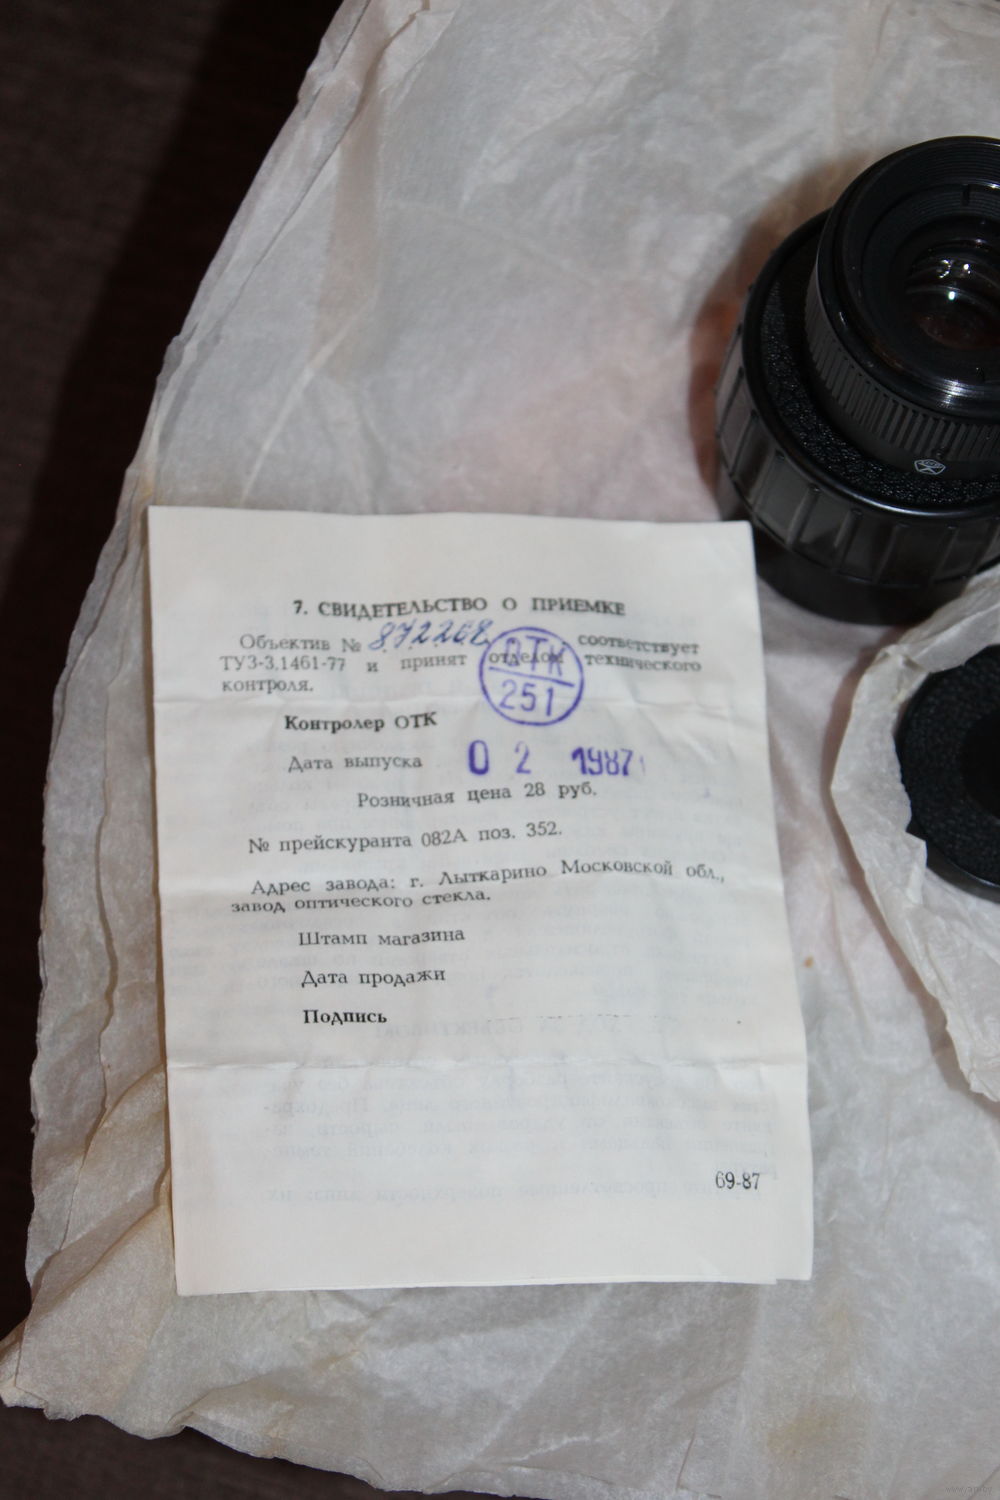 7. СВИДЕТЕЛЬСТВО О ПРИЕМКЕ
Объектив № 872208 соответствует
ТУ3-3.1461-77 и принят отделом технического
контроля.
ОТК
251
Контролер ОТК
Дата выпуска 02 1987
Розничная цена 28 руб.
№ прейскуранта 082А поз. 352.
Адрес завода: г. Лыткарино Московской обл.,
завод оптического стекла.
Штамп магазина
Дата продажи
Подпись
69-87